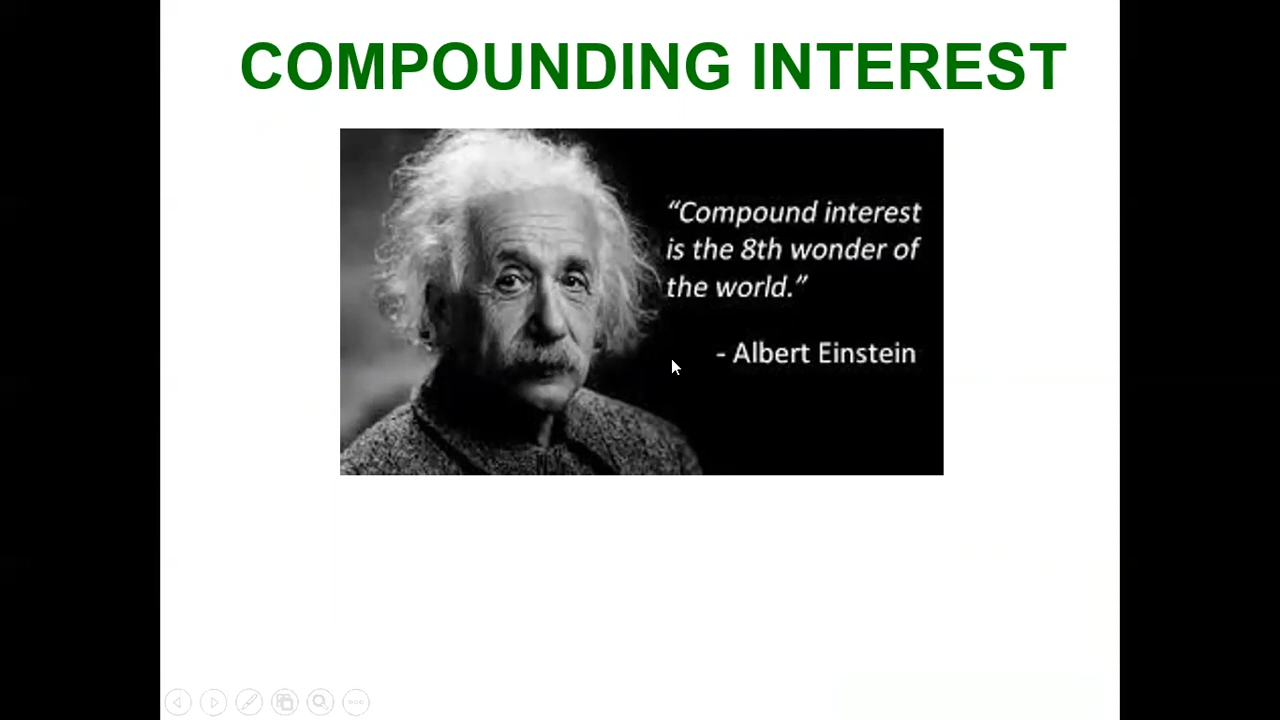 COMPOUNDING INTEREST
“Compound interest
is the 8th wonder of
the world.”
- Albert Einstein